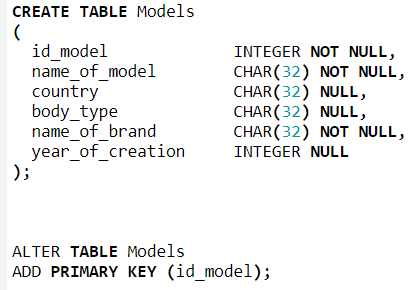 CREATE TABLE Models
(
id_model INTEGER NOT NULL,
name_of_model CHAR(32) NOT NULL,
country CHAR(32) NULL,
body_type CHAR(32) NULL,
name_of_brand CHAR(32) NOT NULL,
year_of_creation INTEGER NULL
);
ALTER TABLE Models
ADD PRIMARY KEY (id_model);